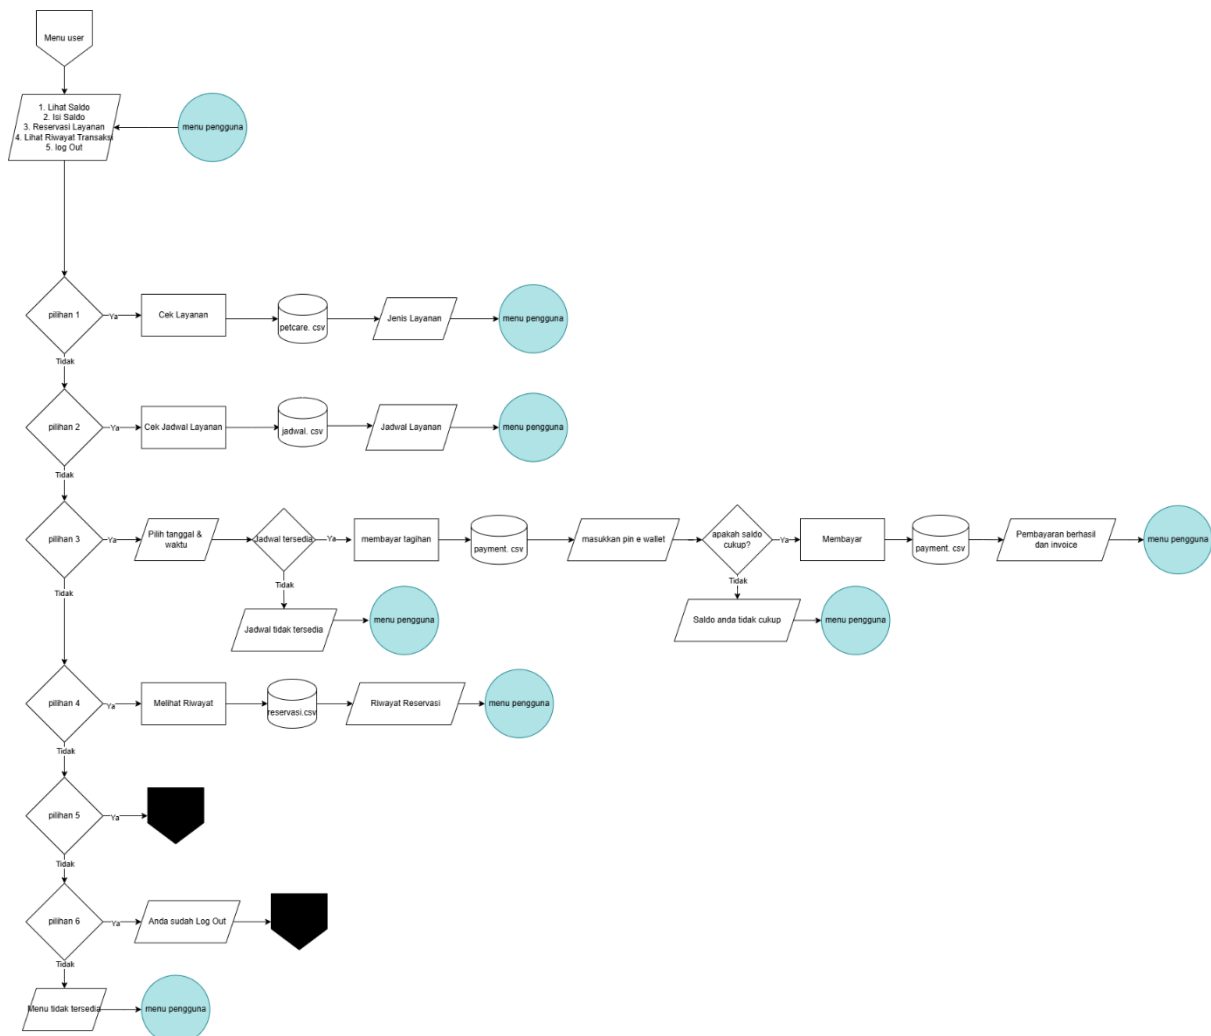 Menu user
1. Lihat Saldo
2. Isi Saldo
3. Reservasi Layanan
4. Lihat Riwayat Transaksi
5. log Out
menu pengguna
pilihan 1
Ya
Cek Layanan
petcare. csv
Jenis Layanan
menu pengguna
Tidak
pilihan 2
Ya
Cek Jadwal Layanan
jadwal. csv
Jadwal Layanan
menu pengguna
Tidak
pilihan 3
Ya
Pilh tanggal &
waktu
Jadwal tersedia
Ya
membayar tagihan
payment. csv
masukkan pin e wallet
apakah saldo
cukup?
Ya
Membayar
payment. csv
Pembayaran berhasil
dan invoice
menu pengguna
Tidak
Jadwal tidak tersedia
menu pengguna
Tidak
Saldo anda tidak cukup
menu pengguna
Tidak
pilihan 4
Ya
Melihat Riwayat
reservasi.csv
Riwayat Reservasi
menu pengguna
Tidak
pilihan 5
Ya
Tidak
pilihan 6
Ya
Anda sudah Log Out
Tidak
Menu tidak tersedia
menu pengguna